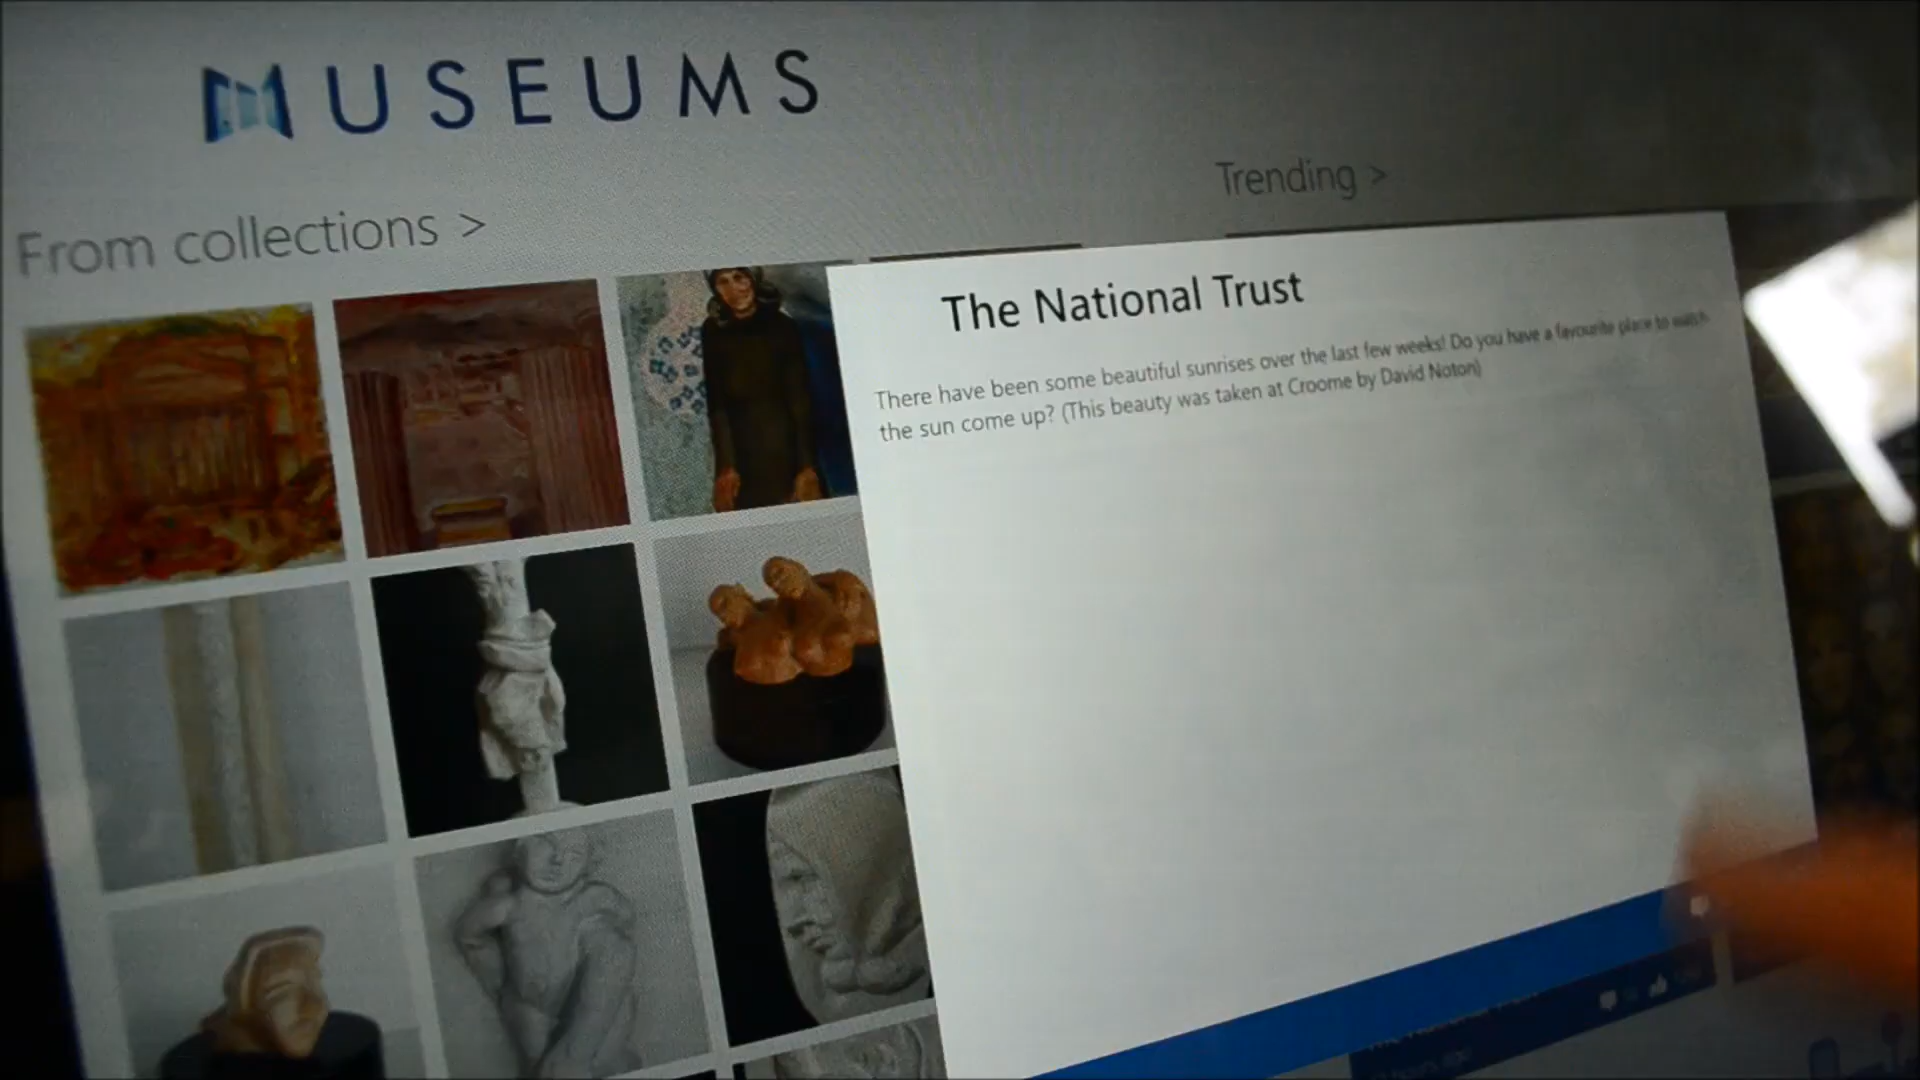 MUSEUMS
Trending >
From collections >
The National Trust
There have been some beautiful sunrises over the last few weeks! Do you have a favourite place to watch
the sun come up? (This beauty was taken at Croome by David Noton)